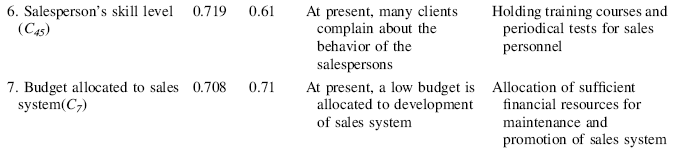 6. Salesperson's skill level 0.719 0.61 At present, many clients Holding training courses and
(C45) complain about the periodical tests for sales
behavior of the personnel
salespersons
7. Budget allocated to sales 0.708 0.71 At present, a low budget is Allocation of sufficient
system(C7) allocated to development financial resources for
of sales system maintenance and
promotion of sales system